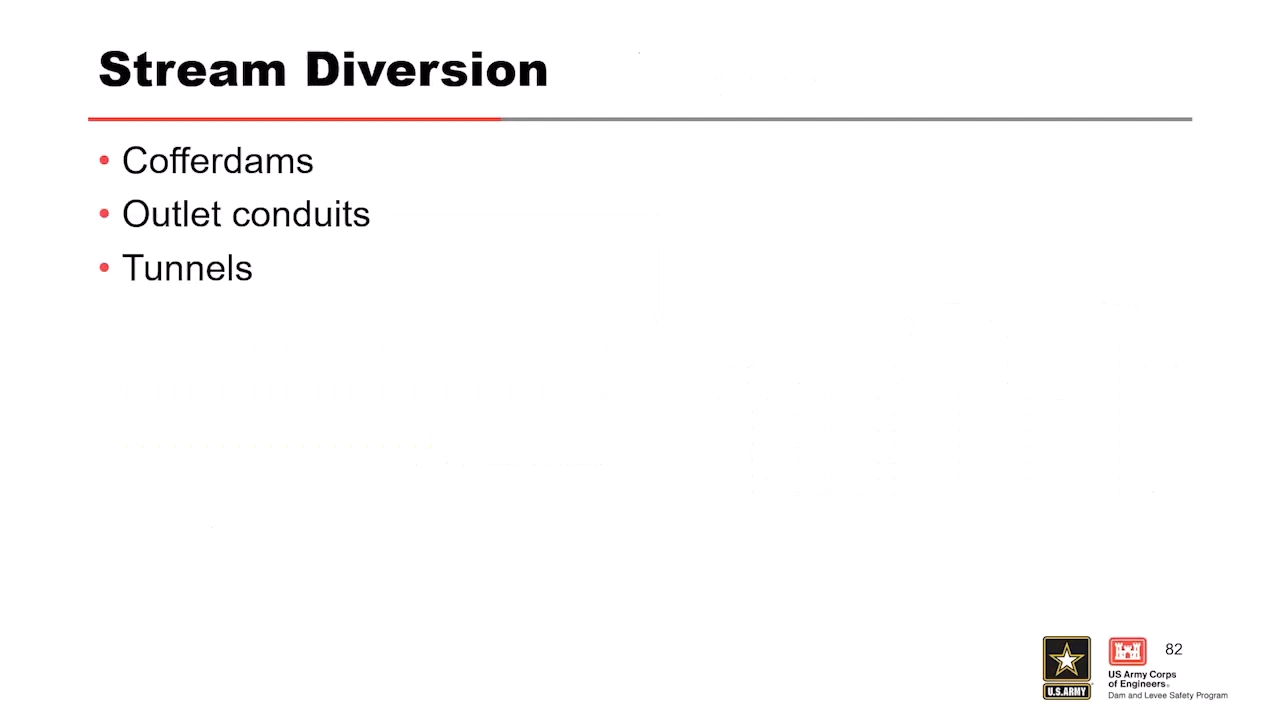 Stream Diversion
• Cofferdams
• Outlet conduits
• Tunnels
82
U.S.ARMY
US Army Corps
of Engineers®
Dam and Levee Safety Program